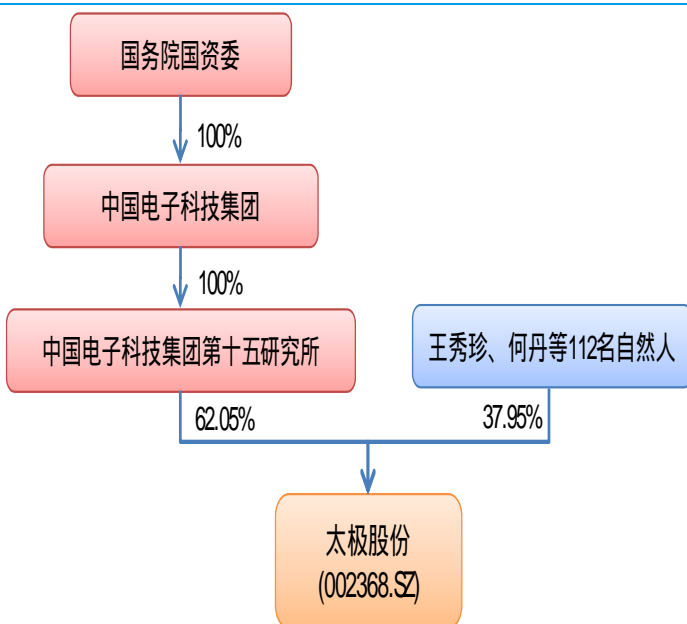 国务院国资委
100%
中国电子科技集团
100%
中国电子科技集团第十五研究所
王秀珍、何丹等112名自然人
62.05%
37.95%
太极股份
(002368.SZ)